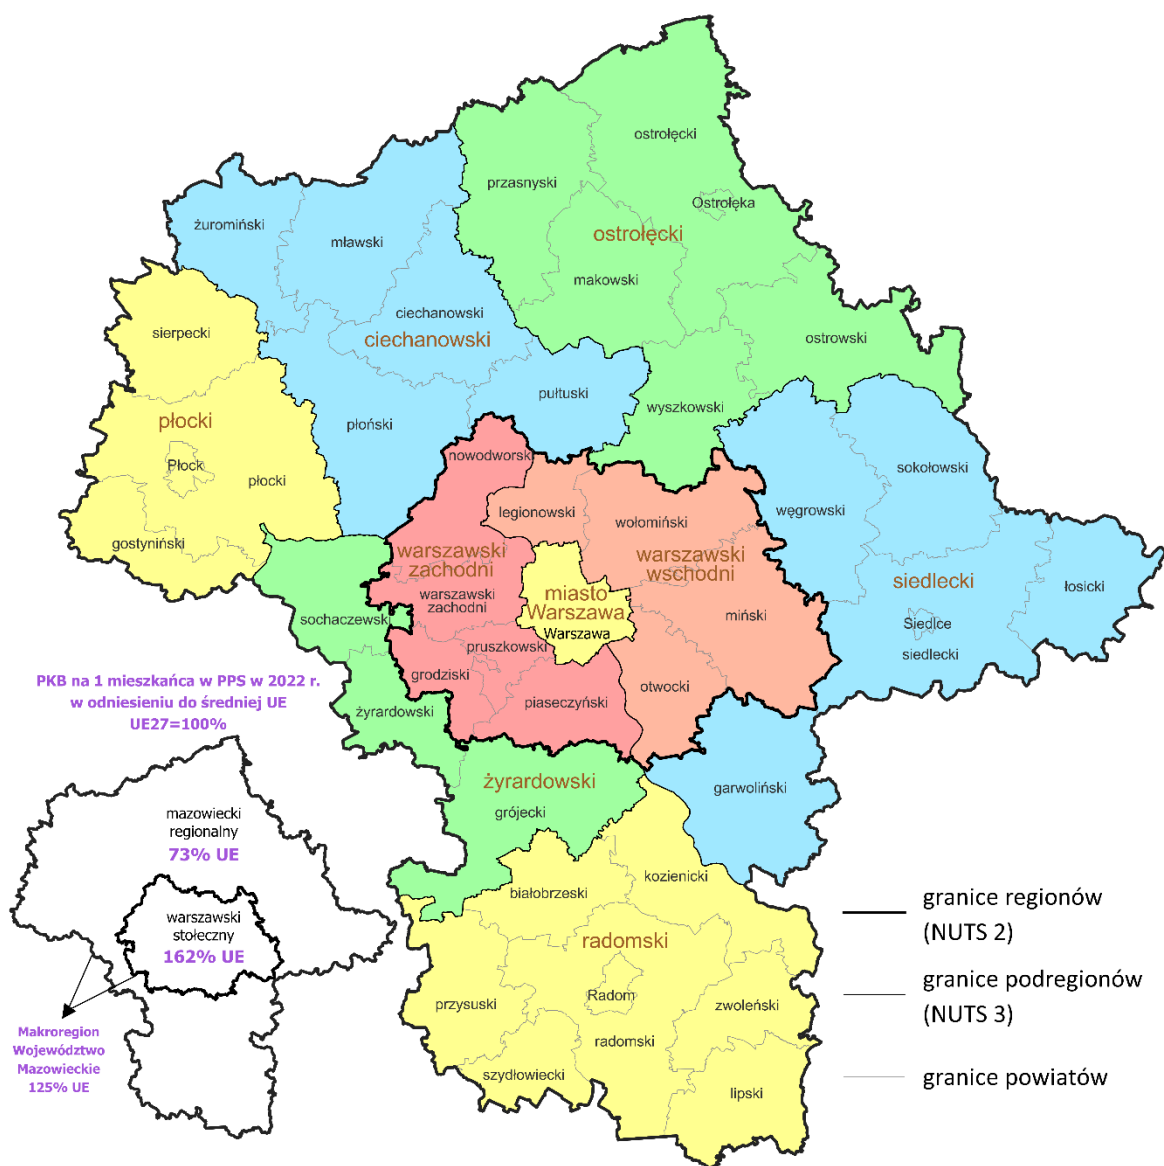 ostrołęcki
przasnyski
Ostrołęka
żuromiński
mławski
ostrołęcki
makowski
ciechanowski
sierpecki
ciechanowski
ostrowski
pułtuski
wyszkowski
płocki
płoński
nowodworski
sokołowski
Płock
płocki
legionowski
wołomiński
węgrowski
gostyniński
warszawski
zachodni
warszawski
wschodni
siedlecki
łosicki
miasto
Warszawa
Warszawa
warszawski
zachodni
sochaczewski
miński
Siedlce
siedlecki
pruszkowski
grodziski
otwocki
piaseczyński
żyrardowski
PKB na 1 mieszkańca w PPS w 2022 r.
w odniesieniu do średniej UE
UE27=100%
żyrardowski
grójecki
garwoliński
mazowiecki
regionalny
73% UE
warszawski
stołeczny
162% UE
Makroregion
Województwo
Mazowieckie
125% UE
białobrzeski
kozienicki
radomski
przysuski
Radom
zwoleński
radomski
szydłowiecki
lipski
granice regionów
(NUTS 2)
granice podregionów
(NUTS 3)
granice powiatów